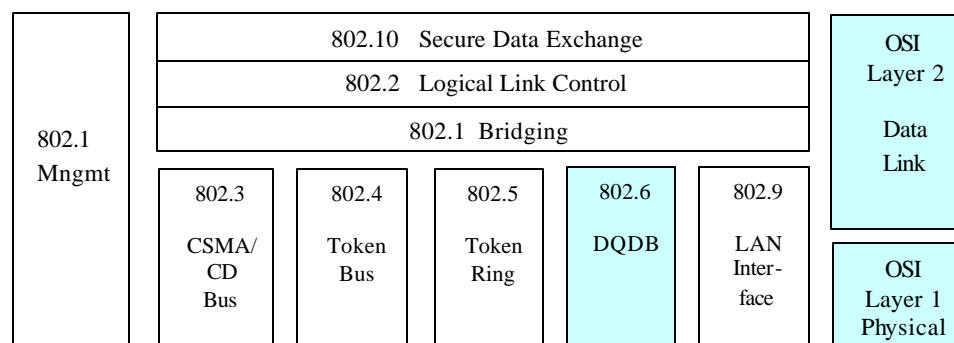 802.10 Secure Data Exchange
802.2 Logical Link Control
802.1 Bridging
802.1
Mngmt
802.3
CSMA/
CD
Bus
802.4
Token
Bus
802.5
Token
Ring
802.6
DQDB
802.9
LAN
Inter-
face
OSI
Layer 2
Data
Link
OSI
Layer 1
Physical